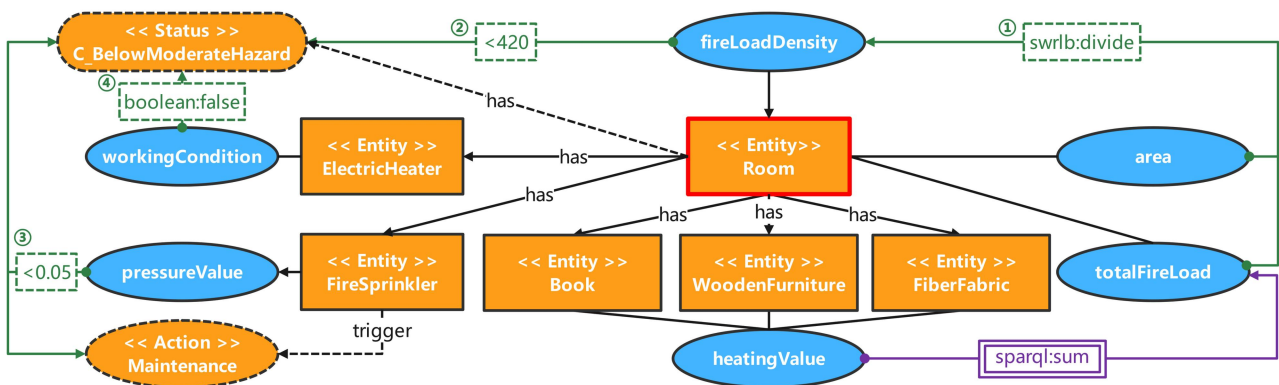 << Status >>
C_BelowModerateHazard
②
<420
fireLoadDensity
①
swrlb:divide
④
boolean:false
has
workingCondition
<< Entity >>
ElectricHeater
has
<< Entity>>
Room
area
has
has
has
has
③
<0.05
pressureValue
<< Entity >>
FireSprinkler
<< Entity >>
Book
<< Entity >>
WoodenFurniture
<< Entity >>
FiberFabric
totalFireLoad
trigger
<< Action >>
Maintenance
heatingValue
sparql:sum